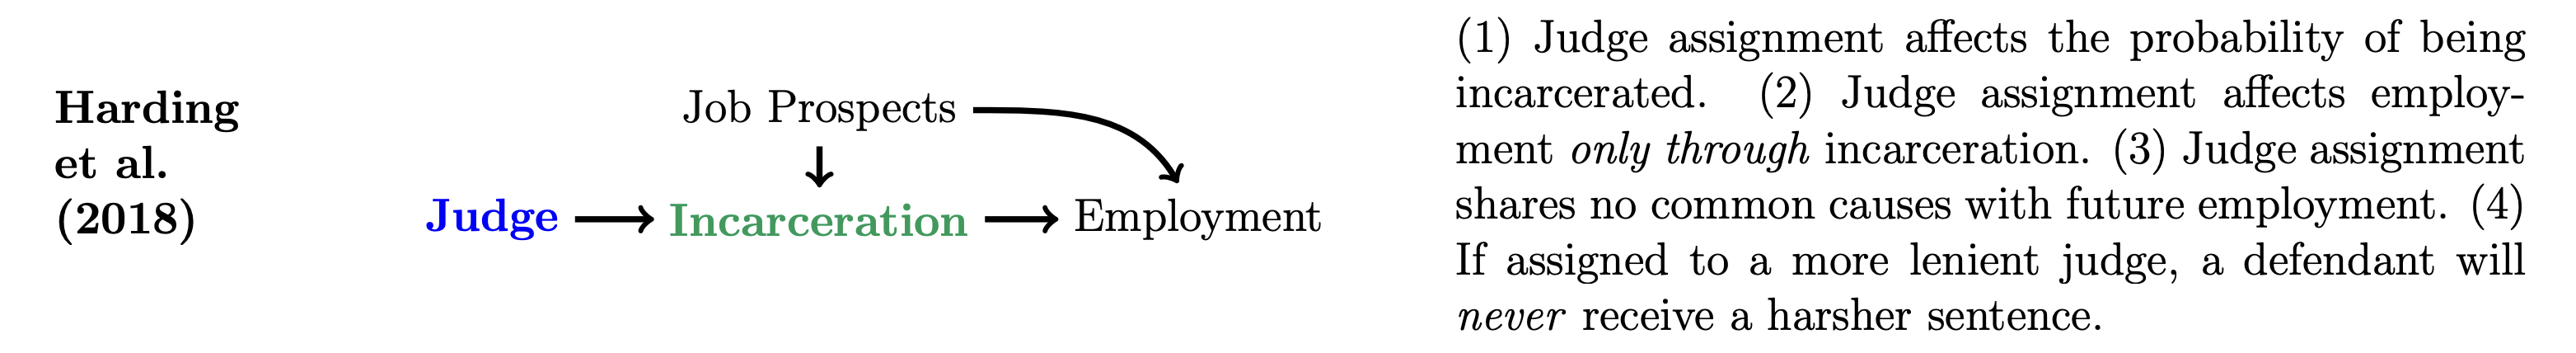 Harding
et al.
(2018)
Job Prospects
Judge
Incarceration
Employment
(1) Judge assignment affects the probability of being
incarcerated. (2) Judge assignment affects employ-
ment only through incarceration. (3) Judge assignment
shares no common causes with future employment. (4)
If assigned to a more lenient judge, a defendant will
never receive a harsher sentence.